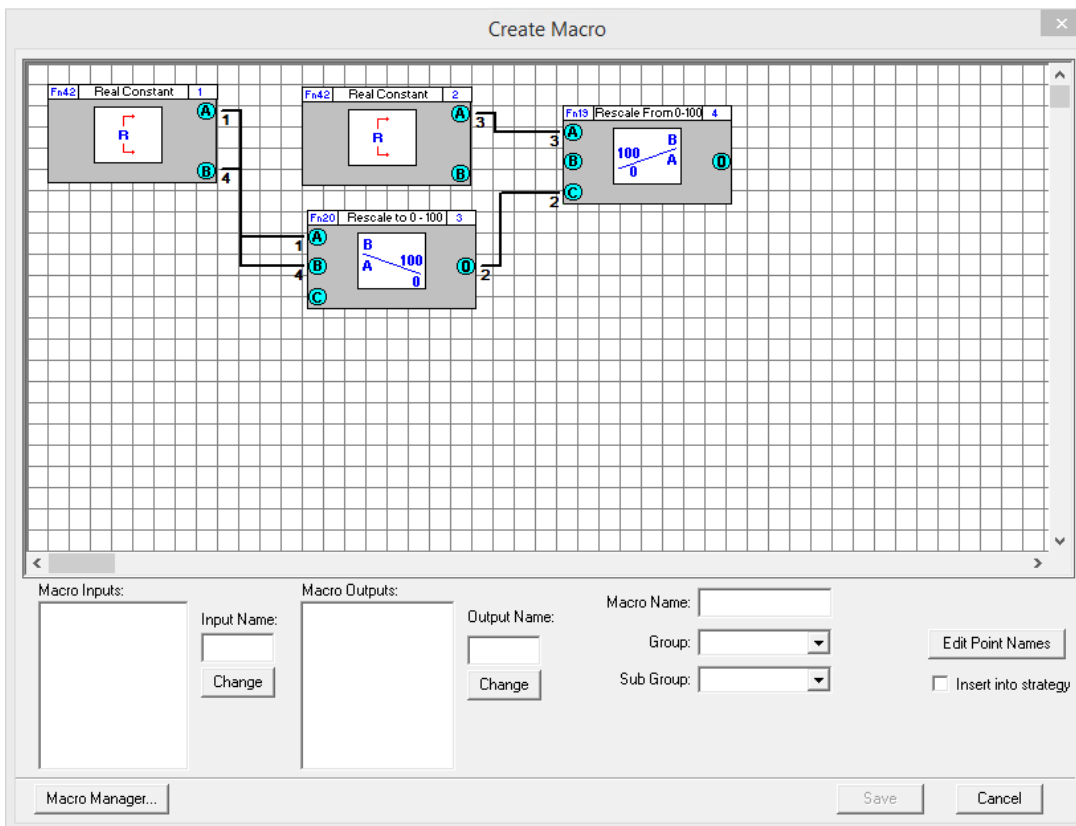 Create Macro
Fn42 Real Constant 1
R
A
1
B
4
Fn42 Real Constant 2
R
A
3
B
Fn19 Rescale From 0-100 4
3
A
B
C
2
100
0
B
A
O
Fn20 Rescale to 0 - 100 3
1
A
4
B
C
B
A
100
0
O
2
Macro Inputs:
Input Name:
Change
Macro Outputs:
Output Name:
Change
Macro Name:
Group:
Sub Group:
Edit Point Names
Insert into strategy
Macro Manager...
Save
Cancel